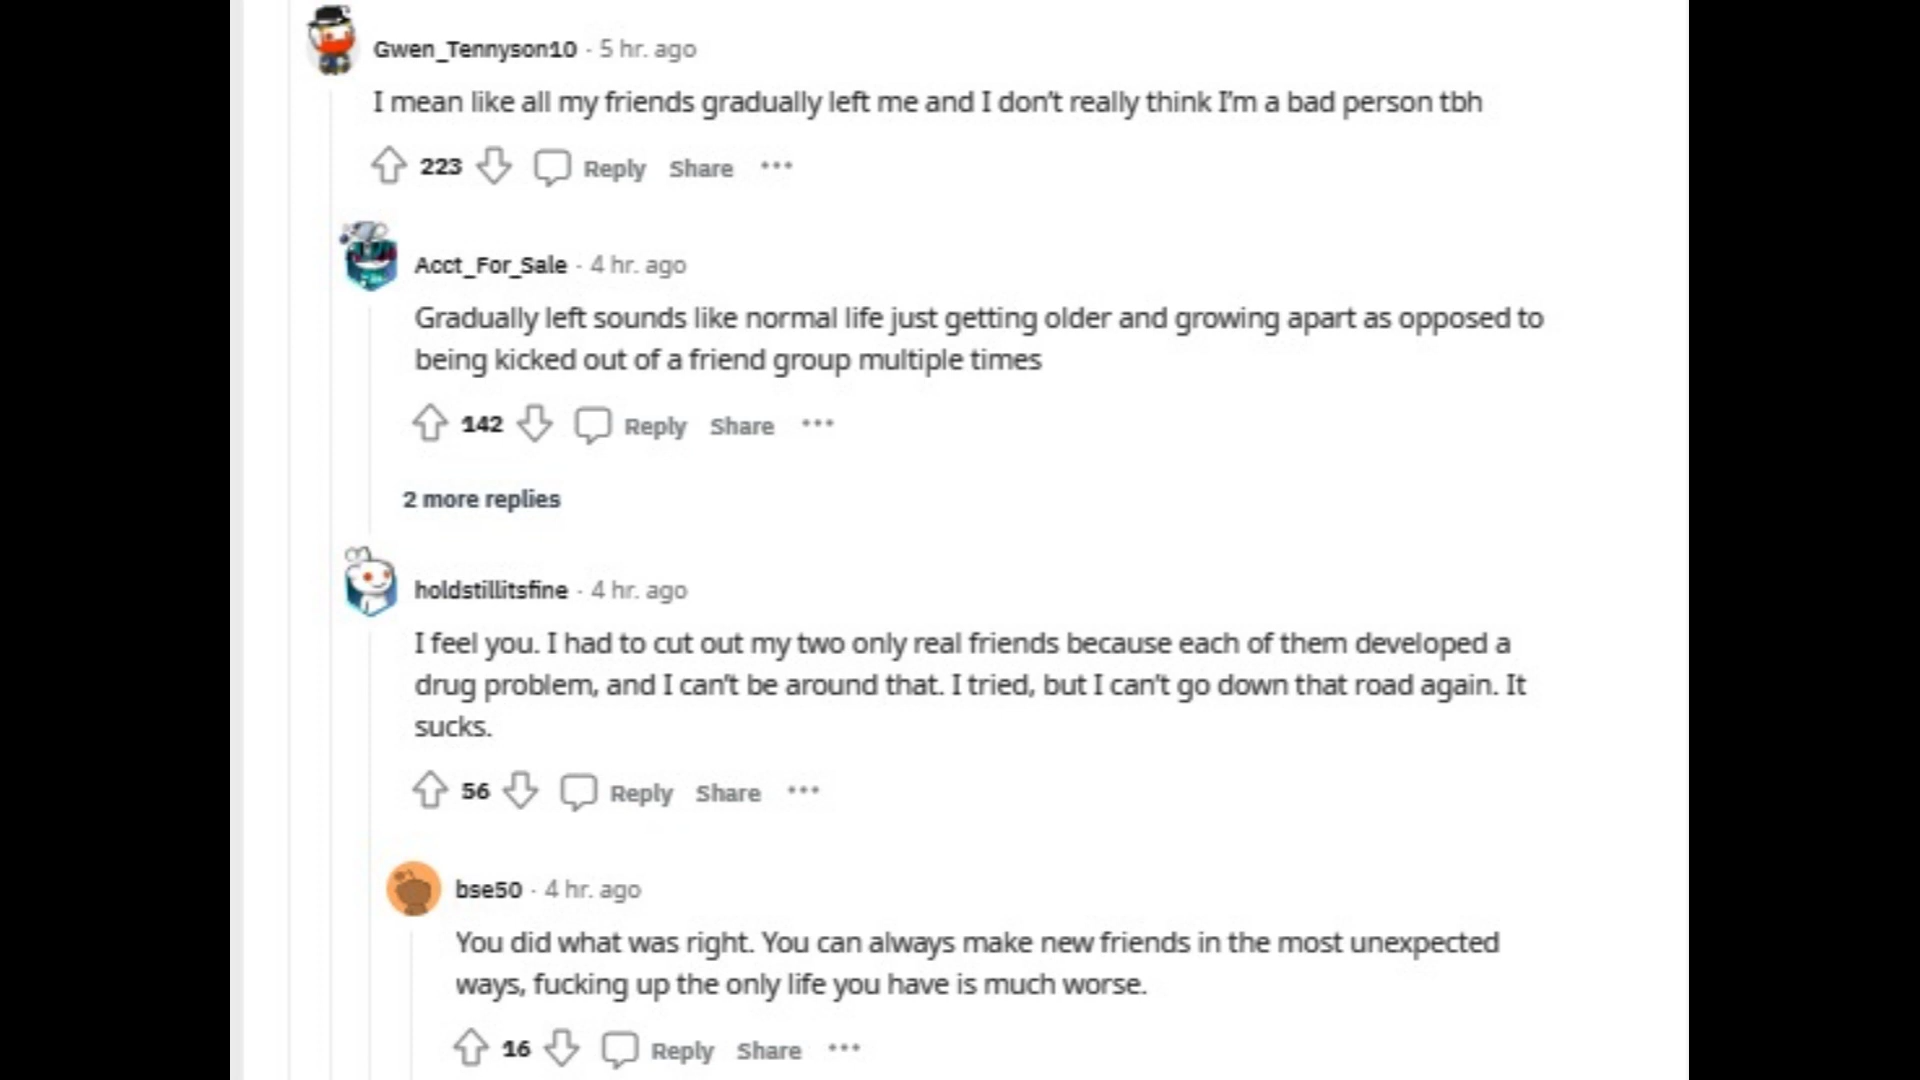 Gwen_Tennyson10 · 5 hr. ago
I mean like all my friends gradually left me and I don't really think I'm a bad person tbh
223 Reply Share ···
Acct_For_Sale · 4 hr. ago
Gradually left sounds like normal life just getting older and growing apart as opposed to
being kicked out of a friend group multiple times
142 Reply Share ···
2 more replies
holdstillitsfine · 4 hr. ago
I feel you. I had to cut out my two only real friends because each of them developed a
drug problem, and I can't be around that. I tried, but I can't go down that road again. It
sucks.
56 Reply Share ···
bse50 · 4 hr. ago
You did what was right. You can always make new friends in the most unexpected
ways, fucking up the only life you have is much worse.
16 Reply Share ···